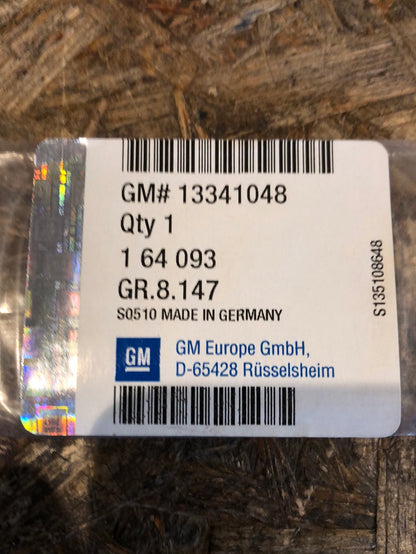 GM# 13341048
Qty 1
1 64 093
GR.8.147
S0510 MADE IN GERMANY
GM
GM Europe GmbH,
D-65428 Rüsselsheim
S135108648